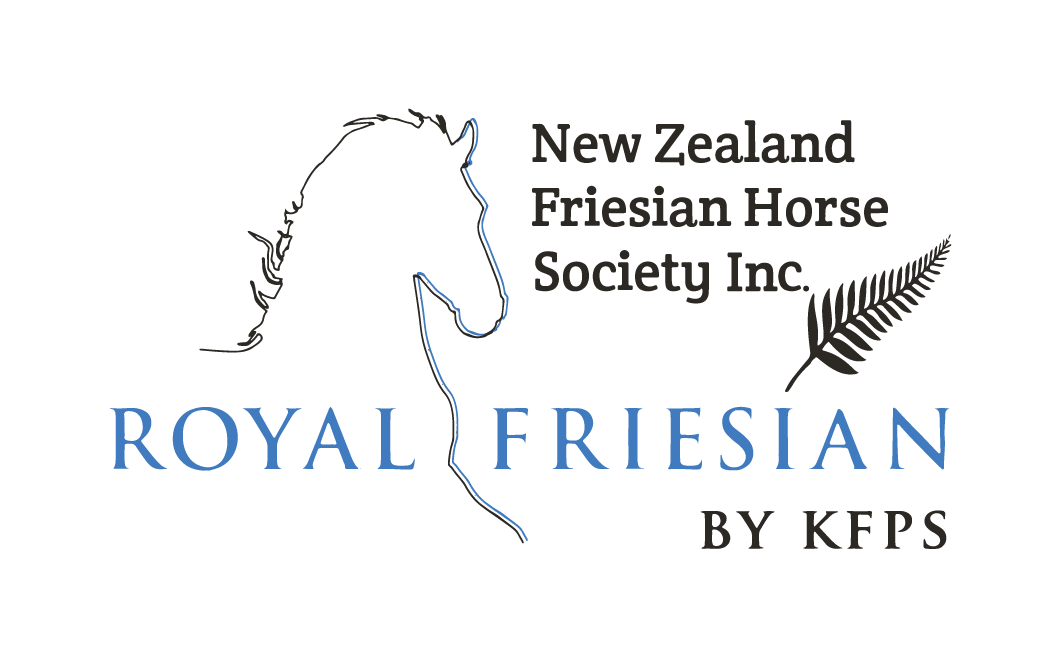 New Zealand
Friesian Horse
Society Inc.
ROYAL FRIESIAN
BY KFPS